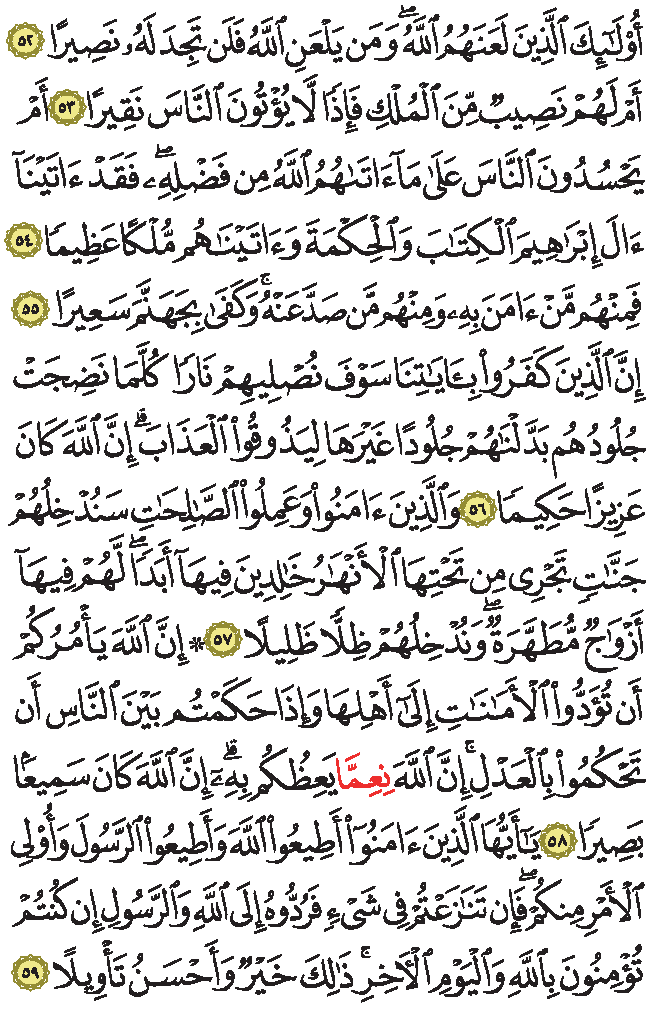 أُوْلَٰٓئِكَ ٱلَّذِينَ لَعَنَهُمُ ٱللَّهُۖ وَمَن يَلۡعَنِ ٱللَّهُ فَلَن تَجِدَ لَهُۥ نَصِيرًا ٥٢
أَمۡ لَهُمۡ نَصِيبٞ مِّنَ ٱلۡمُلۡكِ فَإِذٗا لَّا يُؤۡتُونَ ٱلنَّاسَ نَقِيرًا ٥٣ أَمۡ
يَحۡسُدُونَ ٱلنَّاسَ عَلَىٰ مَآ ءَاتَىٰهُمُ ٱللَّهُ مِن فَضۡلِهِۦۖ فَقَدۡ ءَاتَيۡنَآ
ءَالَ إِبۡرَٰهِيمَ ٱلۡكِتَٰبَ وَٱلۡحِكۡمَةَ وَءَاتَيۡنَٰهُم مُّلۡكًا عَظِيمٗا ٥٤
فَمِنۡهُم مَّنۡ ءَامَنَ بِهِۦ وَمِنۡهُم مَّن صَدَّ عَنۡهُۚ وَكَفَىٰ بِجَهَنَّمَ سَعِيرًا ٥٥
إِنَّ ٱلَّذِينَ كَفَرُواْ بِـَٔايَٰتِنَا سَوۡفَ نُصۡلِيهِمۡ نَارٗا كُلَّمَا نَضِجَتۡ
جُلُودُهُم بَدَّلۡنَٰهُمۡ جُلُودًا غَيۡرَهَا لِيَذُوقُواْ ٱلۡعَذَابَۗ إِنَّ ٱللَّهَ كَانَ
عَزِيزًا حَكِيمٗا ٥٦ وَٱلَّذِينَ ءَامَنُواْ وَعَمِلُواْ ٱلصَّٰلِحَٰتِ سَنُدۡخِلُهُمۡ
جَنَّٰتٖ تَجۡرِي مِن تَحۡتِهَا ٱلۡأَنۡهَٰرُ خَٰلِدِينَ فِيهَآ أَبَدٗاۖ لَّهُمۡ فِيهَآ
أَزۡوَٰجٞ مُّطَهَّرَةٞۖ وَنُدۡخِلُهُمۡ ظِلّٗا ظَلِيلًا ٥٧ ۞ إِنَّ ٱللَّهَ يَأۡمُرُكُمۡ
أَن تُؤَدُّواْ ٱلۡأَمَٰنَٰتِ إِلَىٰٓ أَهۡلِهَا وَإِذَا حَكَمۡتُم بَيۡنَ ٱلنَّاسِ أَن
تَحۡكُمُواْ بِٱلۡعَدۡلِۚ إِنَّ ٱللَّهَ نِعِمَّا يَعِظُكُم بِهِۦٓۗ إِنَّ ٱللَّهَ كَانَ سَمِيعَۢا
بَصِيرٗا ٥٨ يَٰٓأَيُّهَا ٱلَّذِينَ ءَامَنُوٓاْ أَطِيعُواْ ٱللَّهَ وَأَطِيعُواْ ٱلرَّسُولَ وَأُوْلِي
ٱلۡأَمۡرِ مِنكُمۡۖ فَإِن تَنَٰزَعۡتُمۡ فِي شَيۡءٖ فَرُدُّوهُ إِلَى ٱللَّهِ وَٱلرَّسُولِ إِن كُنتُمۡ
تُؤۡمِنُونَ بِٱللَّهِ وَٱلۡيَوۡمِ ٱلۡأٓخِرِۚ ذَٰلِكَ خَيۡرٞ وَأَحۡسَنُ تَأۡوِيلًا ٥٩